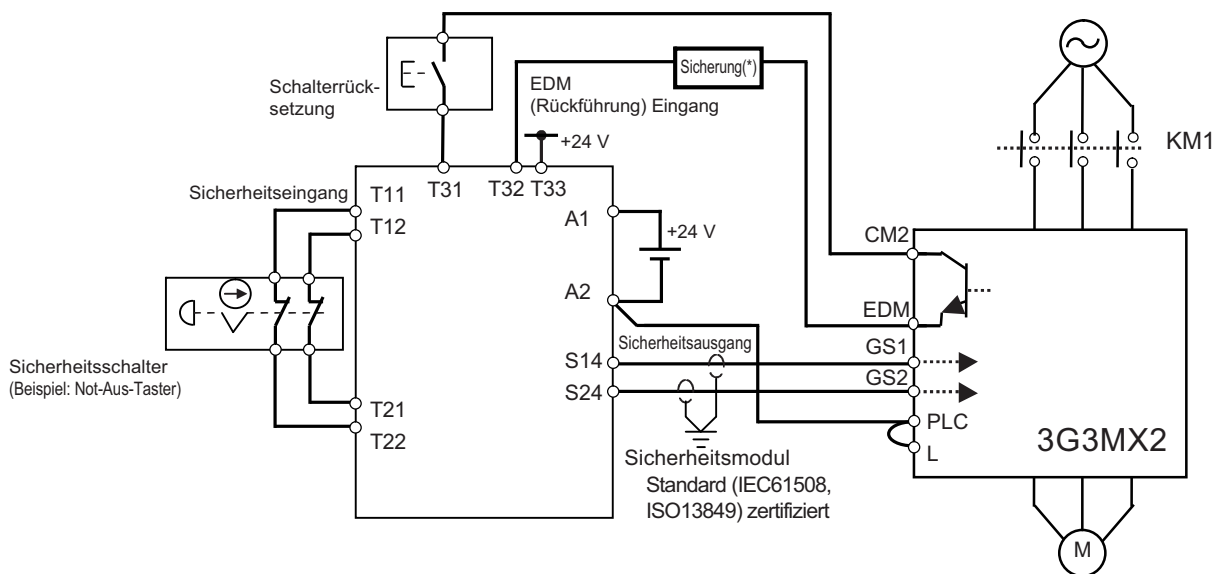 Schalterrück-
setzung
EDM
(Rückführung) Eingang
Sicherung(*)
+24 V
KM1
Sicherheitseingang
T11
T12
T31
T32
T33
A1
+24 V
A2
CM2
EDM
Sicherheitsausgang
S14
GS1
S24
GS2
Sicherheitsschalter
(Beispiel: Not-Aus-Taster)
T21
T22
PLC
L
3G3MX2
Sicherheitsmodul
Standard (IEC61508,
ISO13849) zertifiziert
M